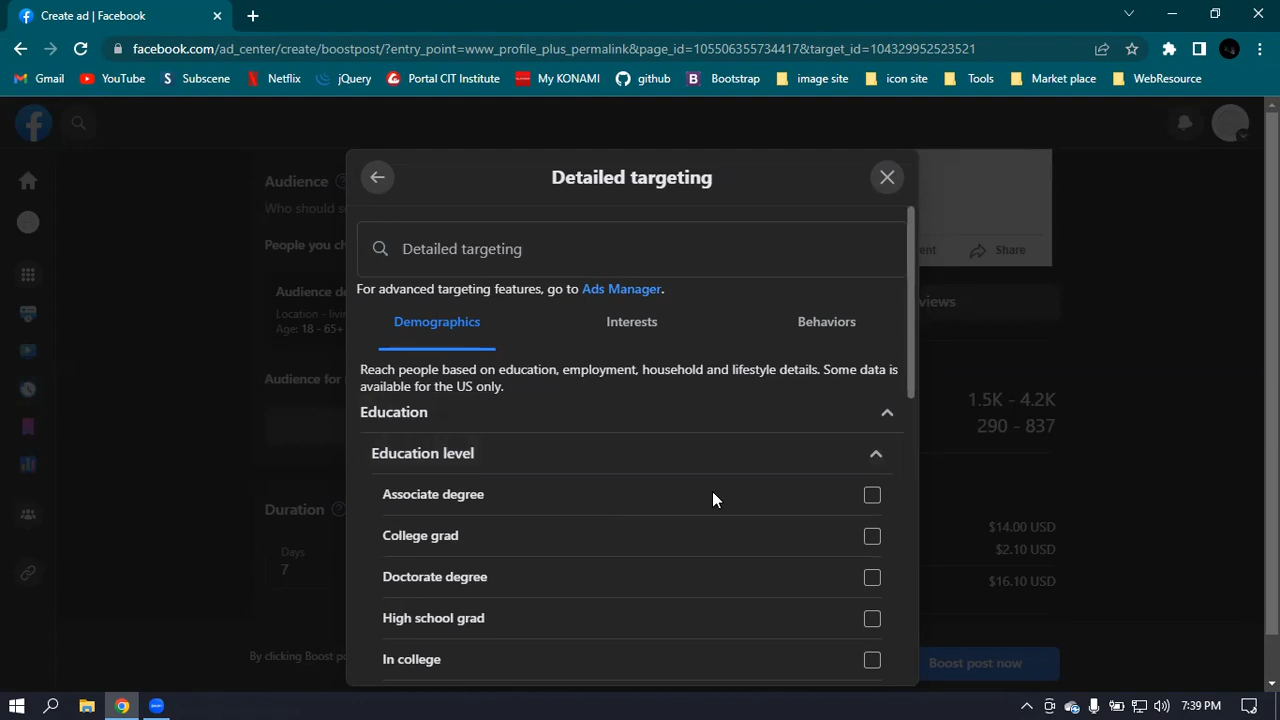 Create ad | Facebook
facebook.com/ad_center/create/boostpost/?entry_point=www_profile_plus_permalink&page_id=105506355734417&target_id=104329952523521
Gmail
YouTube
Subscene
Netflix
jQuery
Portal CIT Institute
My KONAMI
github
Bootstrap
image site
icon site
Tools
Market place
WebResource
Audience
Who should s
People you ch
Audience de
Location - livin
Age: 18 - 65+
Audience for
Duration
Days
7
By clicking Boost po
Detailed targeting
Detailed targeting
For advanced targeting features, go to Ads Manager.
Demographics
Interests
Behaviors
Reach people based on education, employment, household and lifestyle details. Some data is
available for the US only.
Education
Education level
Associate degree
College grad
Doctorate degree
High school grad
In college
ent
Share
views
1.5K - 4.2K
290 - 837
$14.00 USD
$2.10 USD
$16.10 USD
Boost post now
7:39 PM